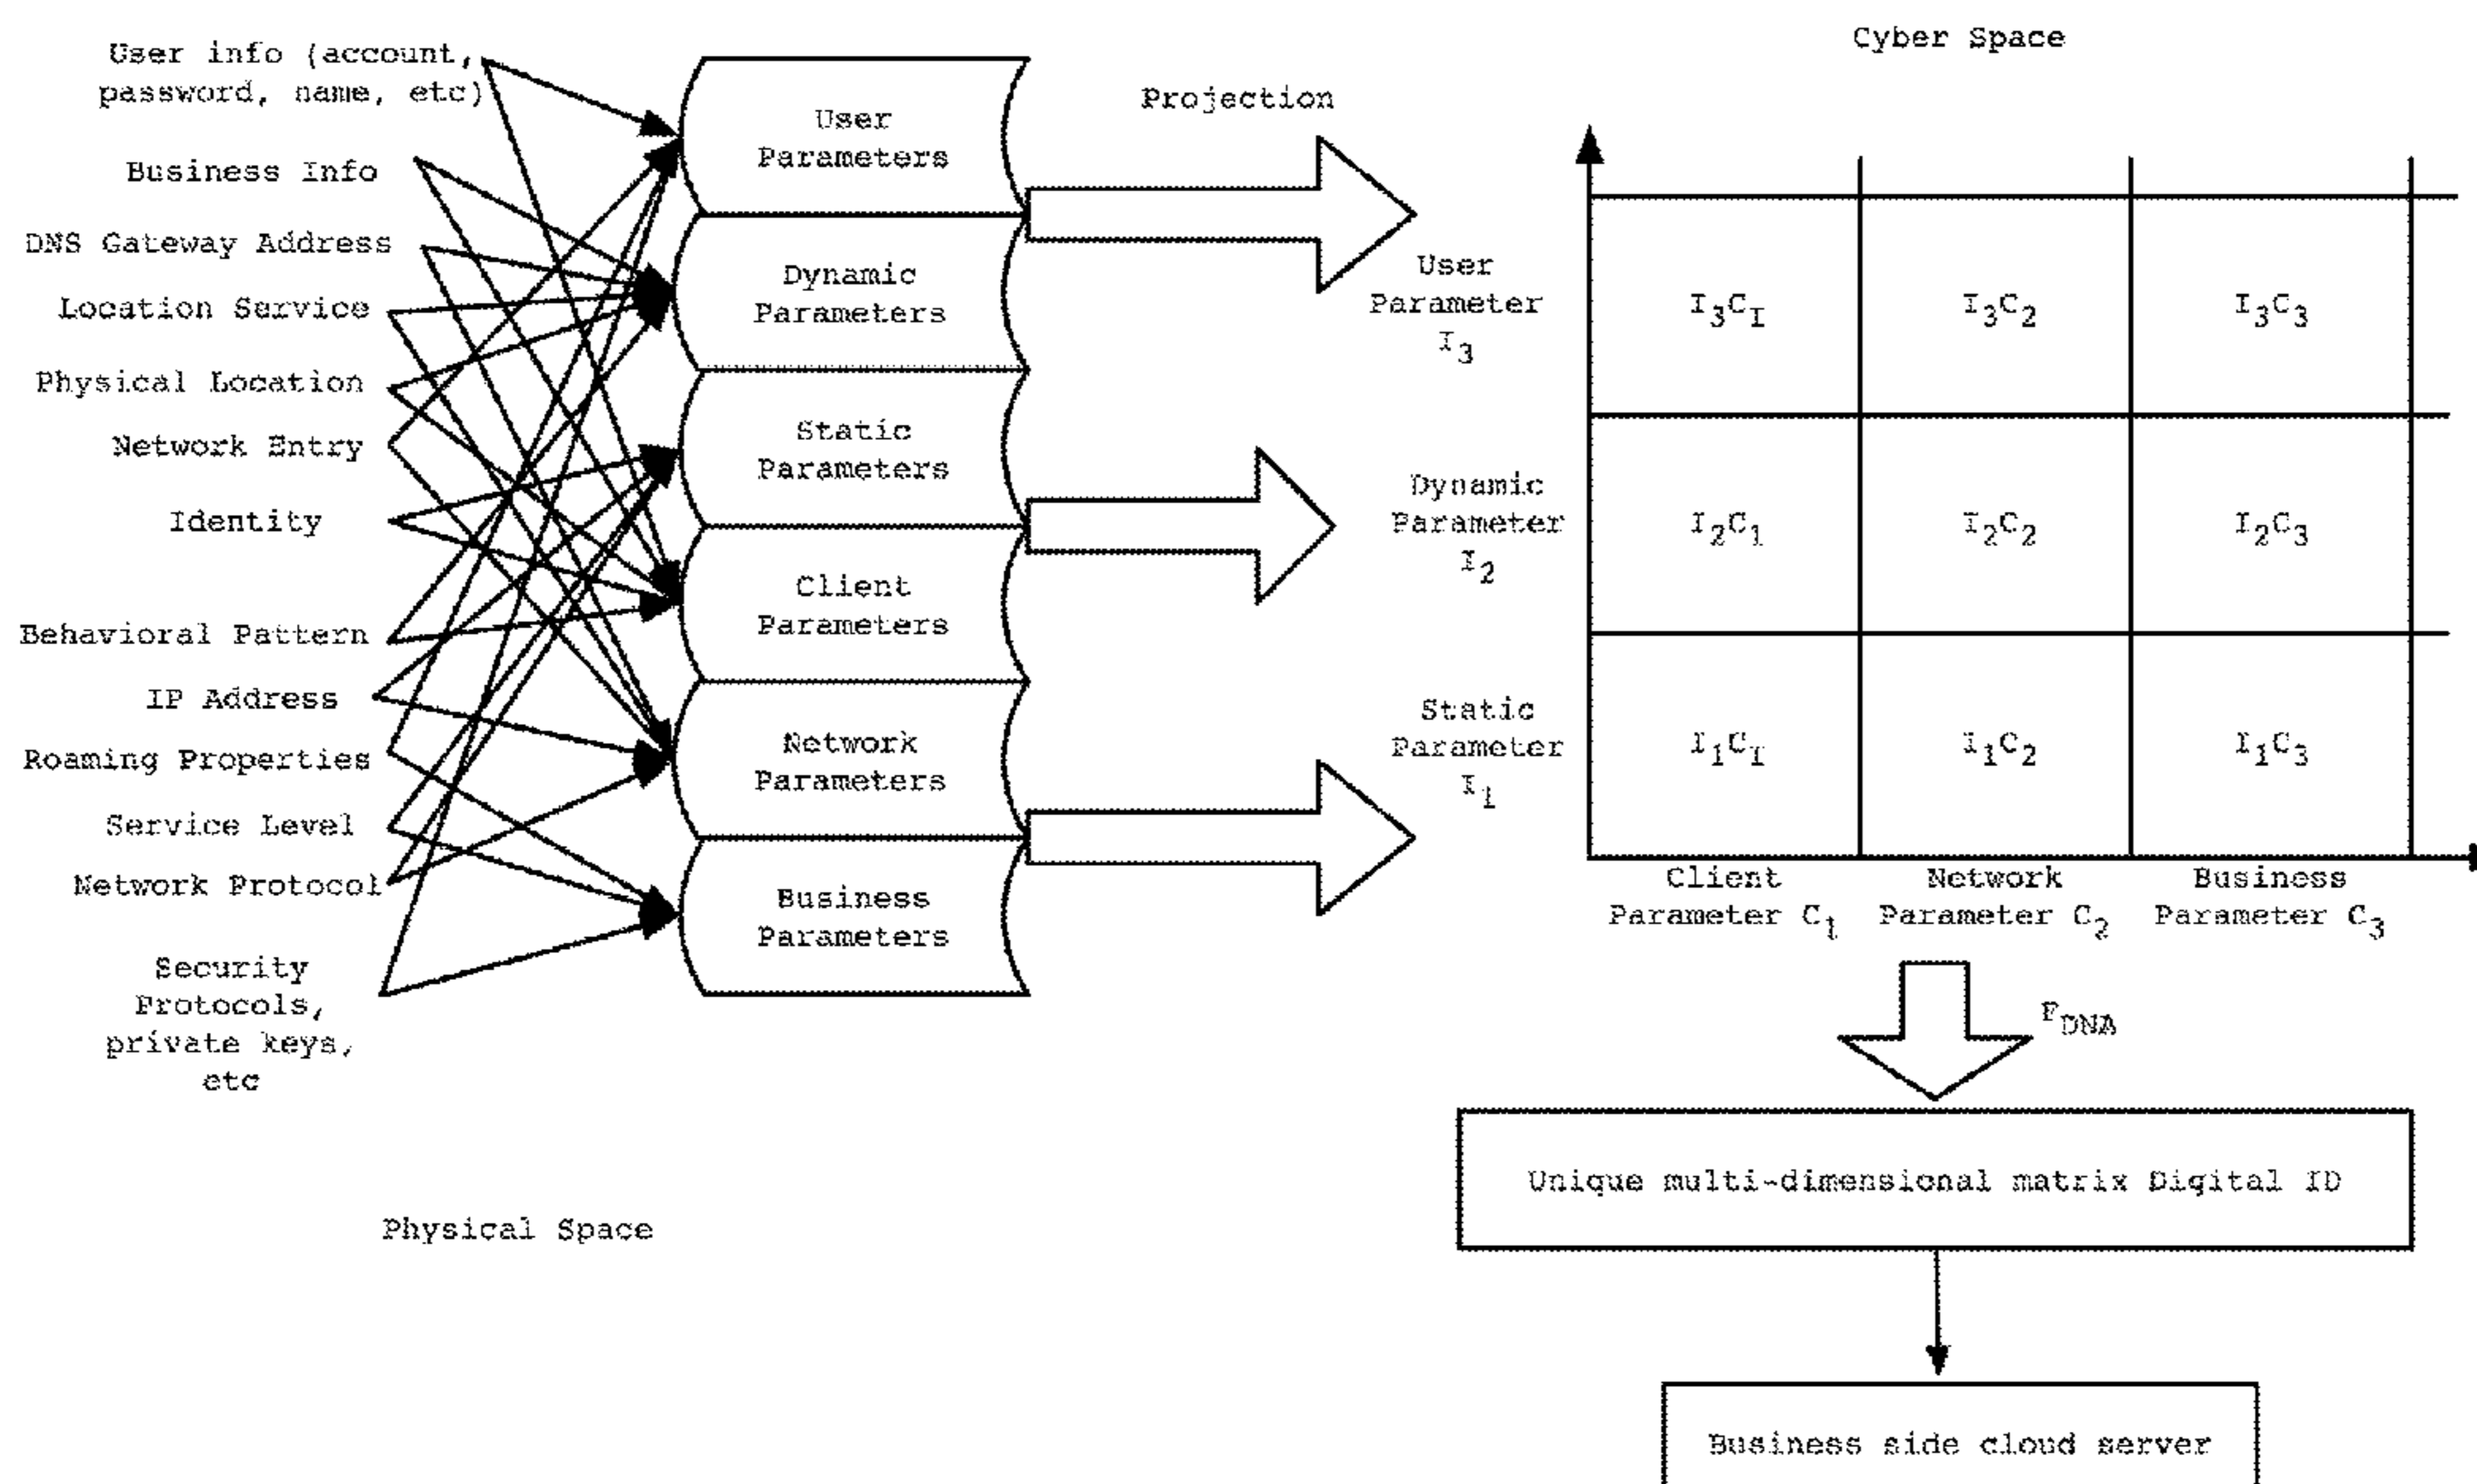 User info (account,
password, name, etc)
Business Info
DNS Gateway Address
Location Service
Physical Location
Network Entry
Identity
Behavioral Pattern
IP Address
Roaming Properties
Service Level
Network Protocol
Security
Protocols,
private keys,
etc
Physical Space
User
Parameters
Dynamic
Parameters
Static
Parameters
Client
Parameters
Network
Parameters
Business
Parameters
Projection
Cyber Space
User
Parameter
I3
Dynamic
Parameter
I2
Static
Parameter
I1
I3C1 I3C2 I3C3
I2C1 I2C2 I2C3
I1C1 I1C2 I1C3
Client
Parameter C1
Network
Parameter C2
Business
Parameter C3
FDNA
Unique multi-dimensional matrix Digital ID
Business side cloud server